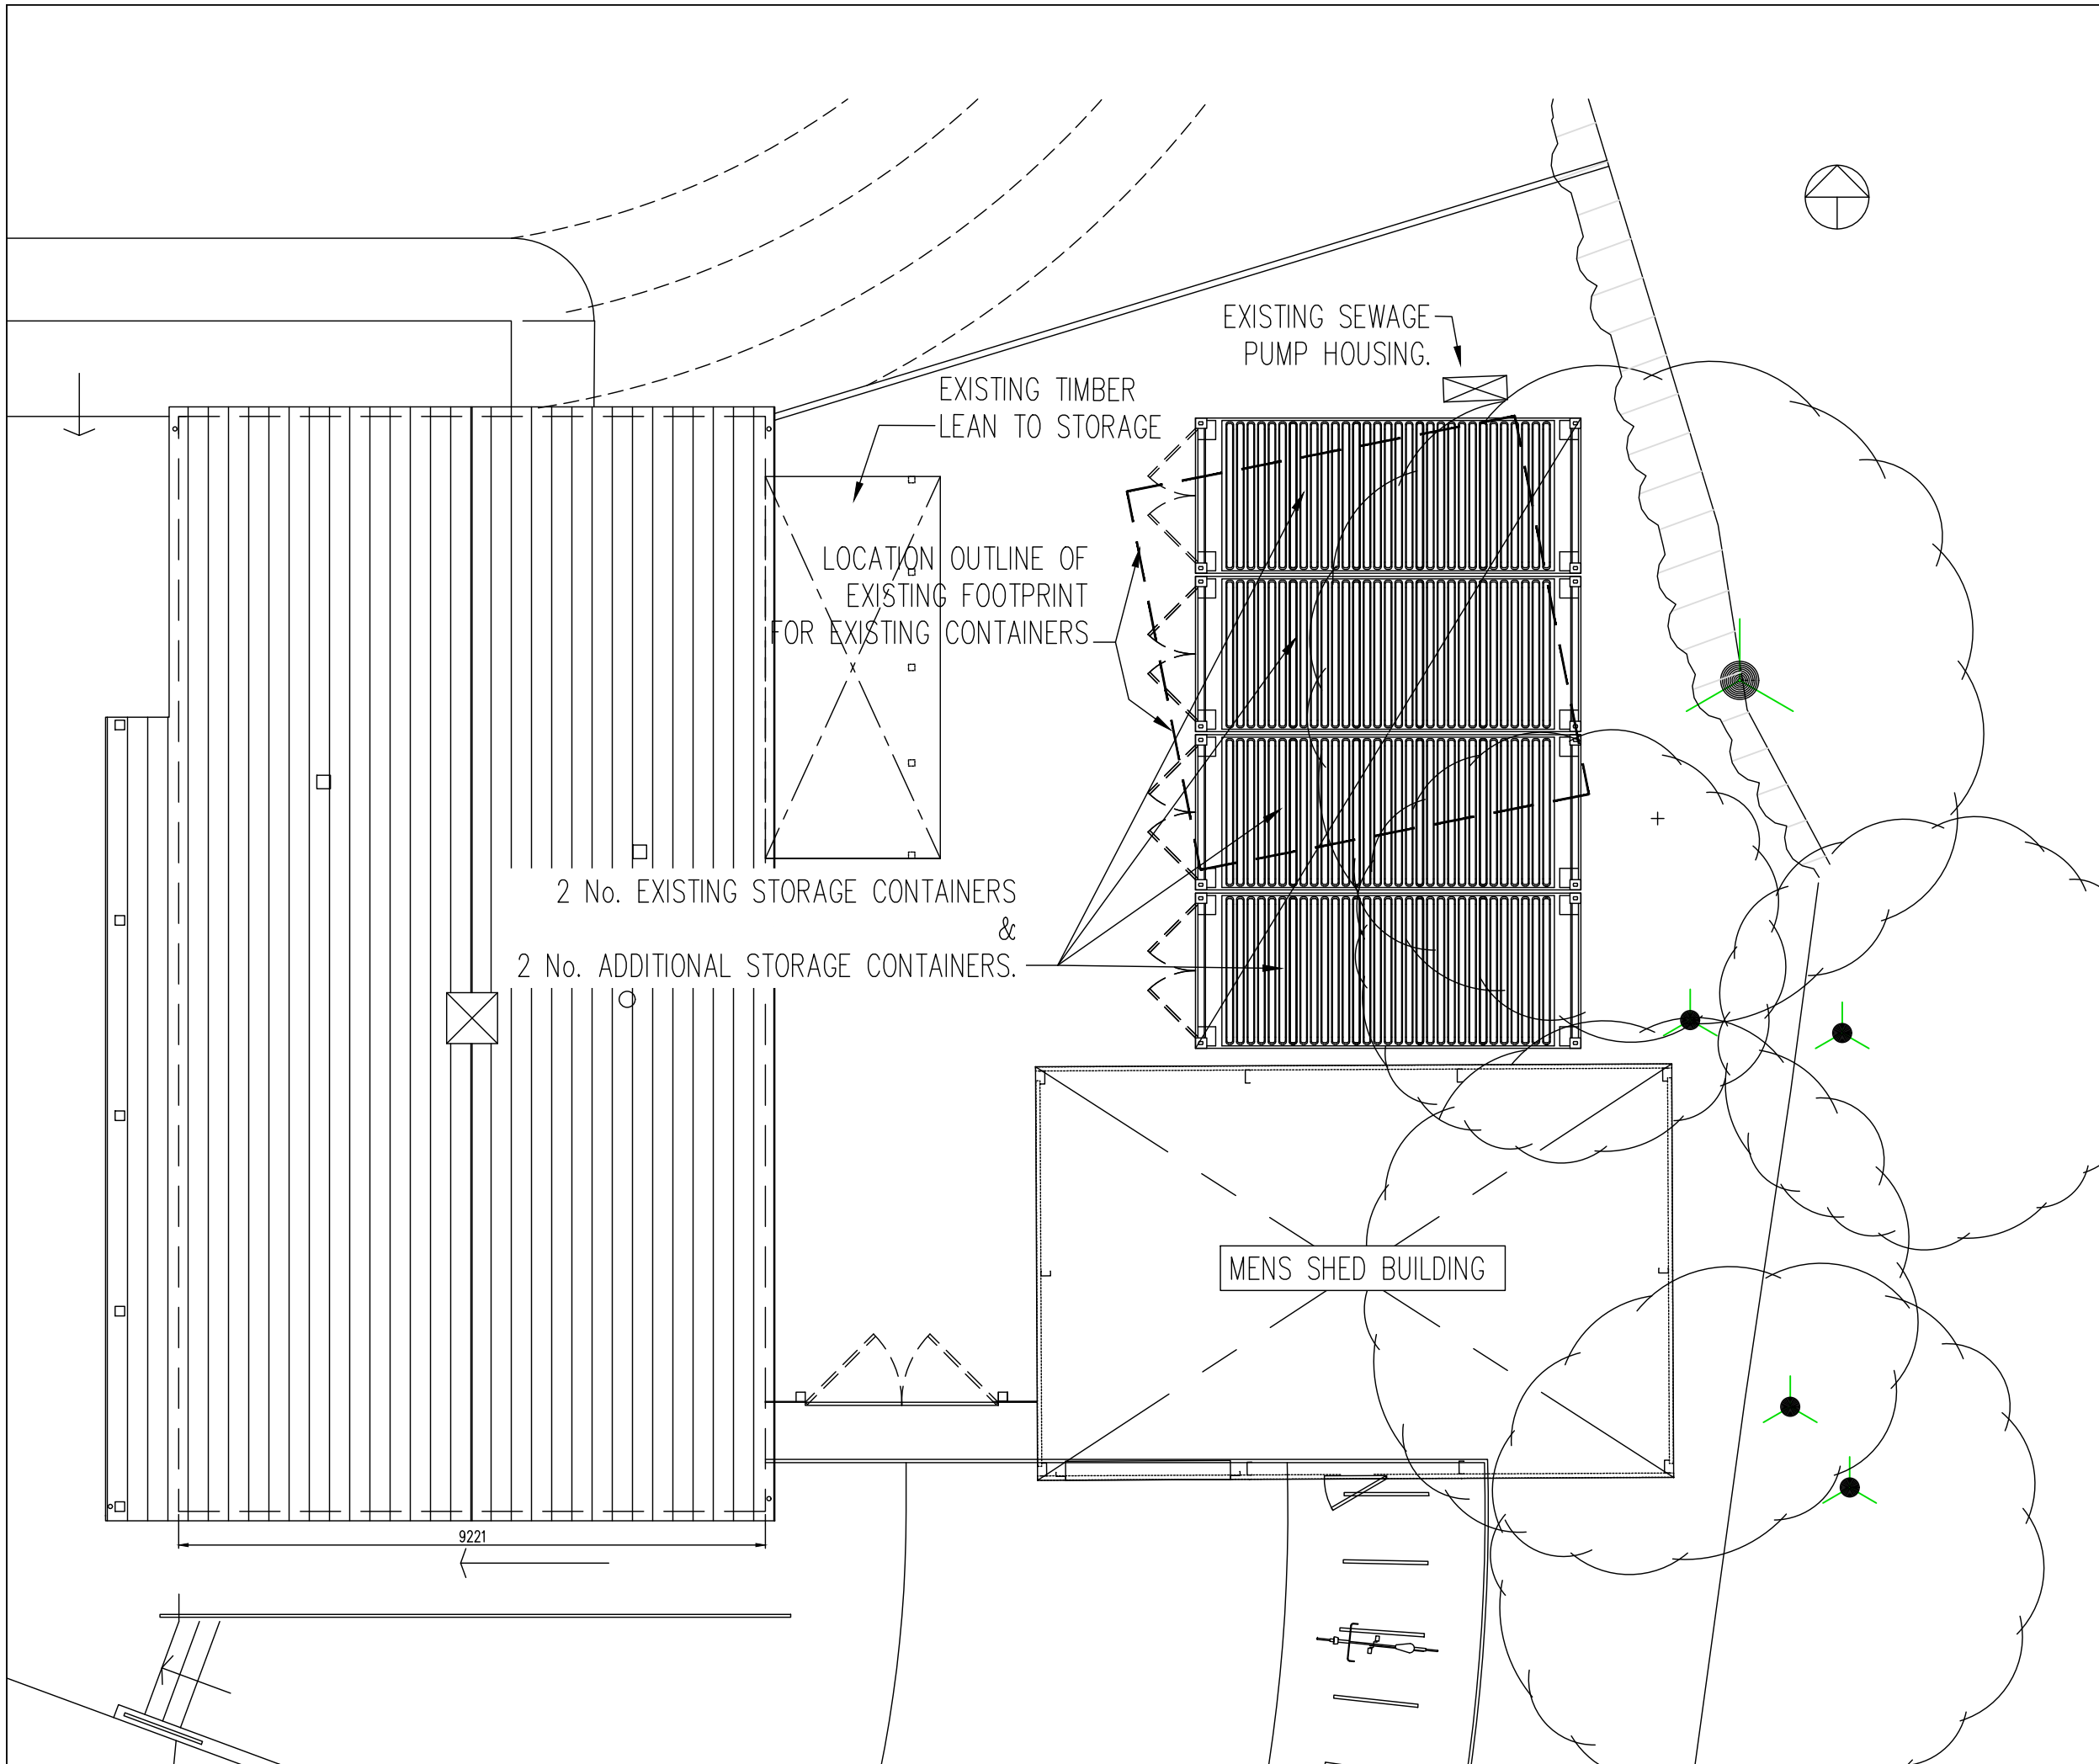 EXISTING SEWAGE
PUMP HOUSING.
EXISTING TIMBER
LEAN TO STORAGE
LOCATION OUTLINE OF
EXISTING FOOTPRINT
FOR EXISTING CONTAINERS
2 No. EXISTING STORAGE CONTAINERS
&
2 No. ADDITIONAL STORAGE CONTAINERS.
MENS SHED BUILDING
9221